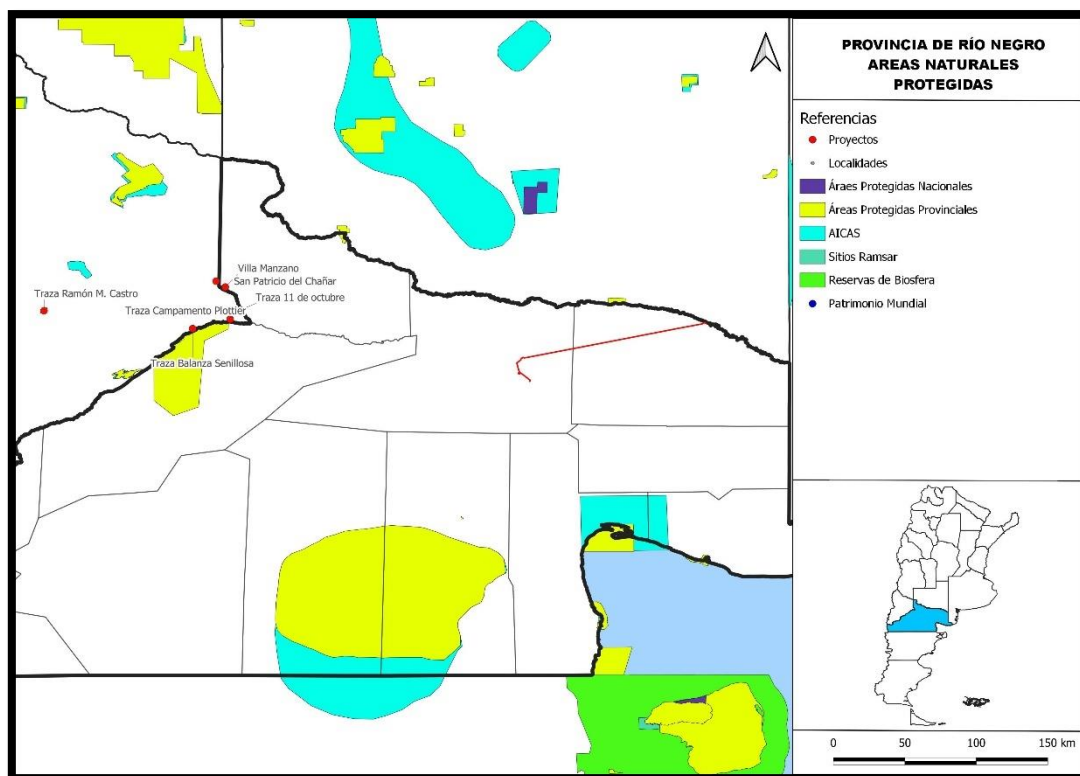 PROVINCIA DE RÍO NEGRO
AREAS NATURALES
PROTEGIDAS
Referencias
Proyectos
Localidades
Áraes Protegidas Nacionales
Áreas Protegidas Provinciales
AICAS
Sitios Ramsar
Reservas de Biosfera
Patrimonio Mundial
Villa Manzano
San Patricio del Chañar
Traza Ramón M. Castro
Traza 11 de octubre
Traza Campamento Plottier
Traza Balanza Senillosa
0 50 100 150 km